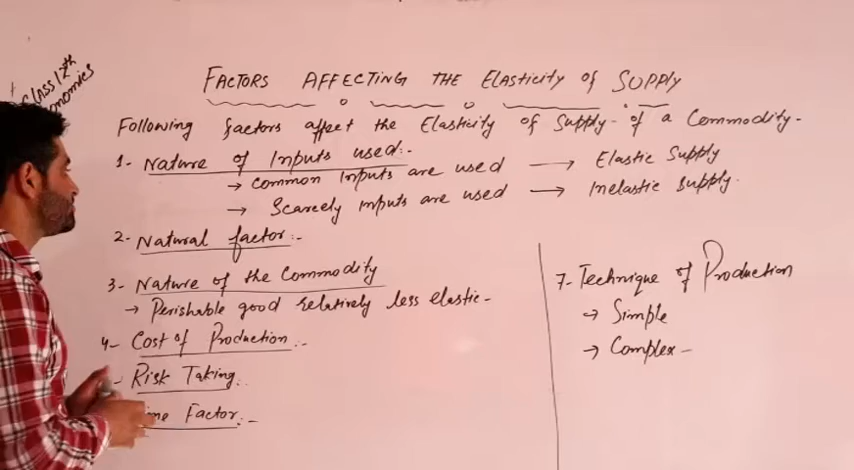 Class 12th
onomics
FACTORS AFFECTING THE ELASTICITY of SUPPLY
Following factors affect the Elasticity of Supply of a Commodity.-
1- Nature of Inputs used:-
→ Common Inputs are used → Elastic Supply
→ Scarcely inputs are used → Inelastic Supply.
2- Natural factor:-
3- Nature of the Commodity
→ Perishable good relatively less elastic-
4- Cost of Production:-
- Risk Taking:
ime Factor:-
7- Technique of Production
→ Simple
→ Complex-